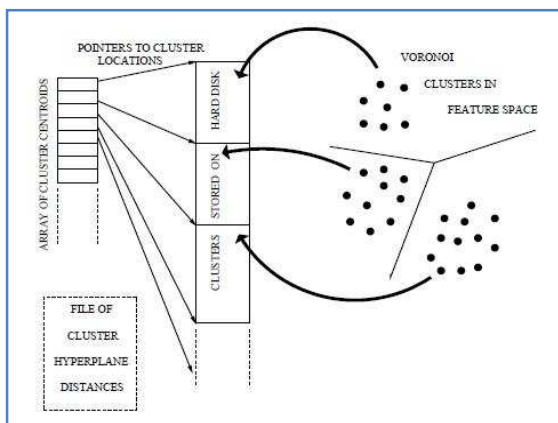 POINTERS TO CLUSTER
LOCATIONS
ARRAY OF CLUSTER CENTROIDS
HARD DISK
STORED ON
CLUSTERS
VORONOI
CLUSTERS IN
FEATURE SPACE
FILE OF
CLUSTER
HYPERPLANE
DISTANCES